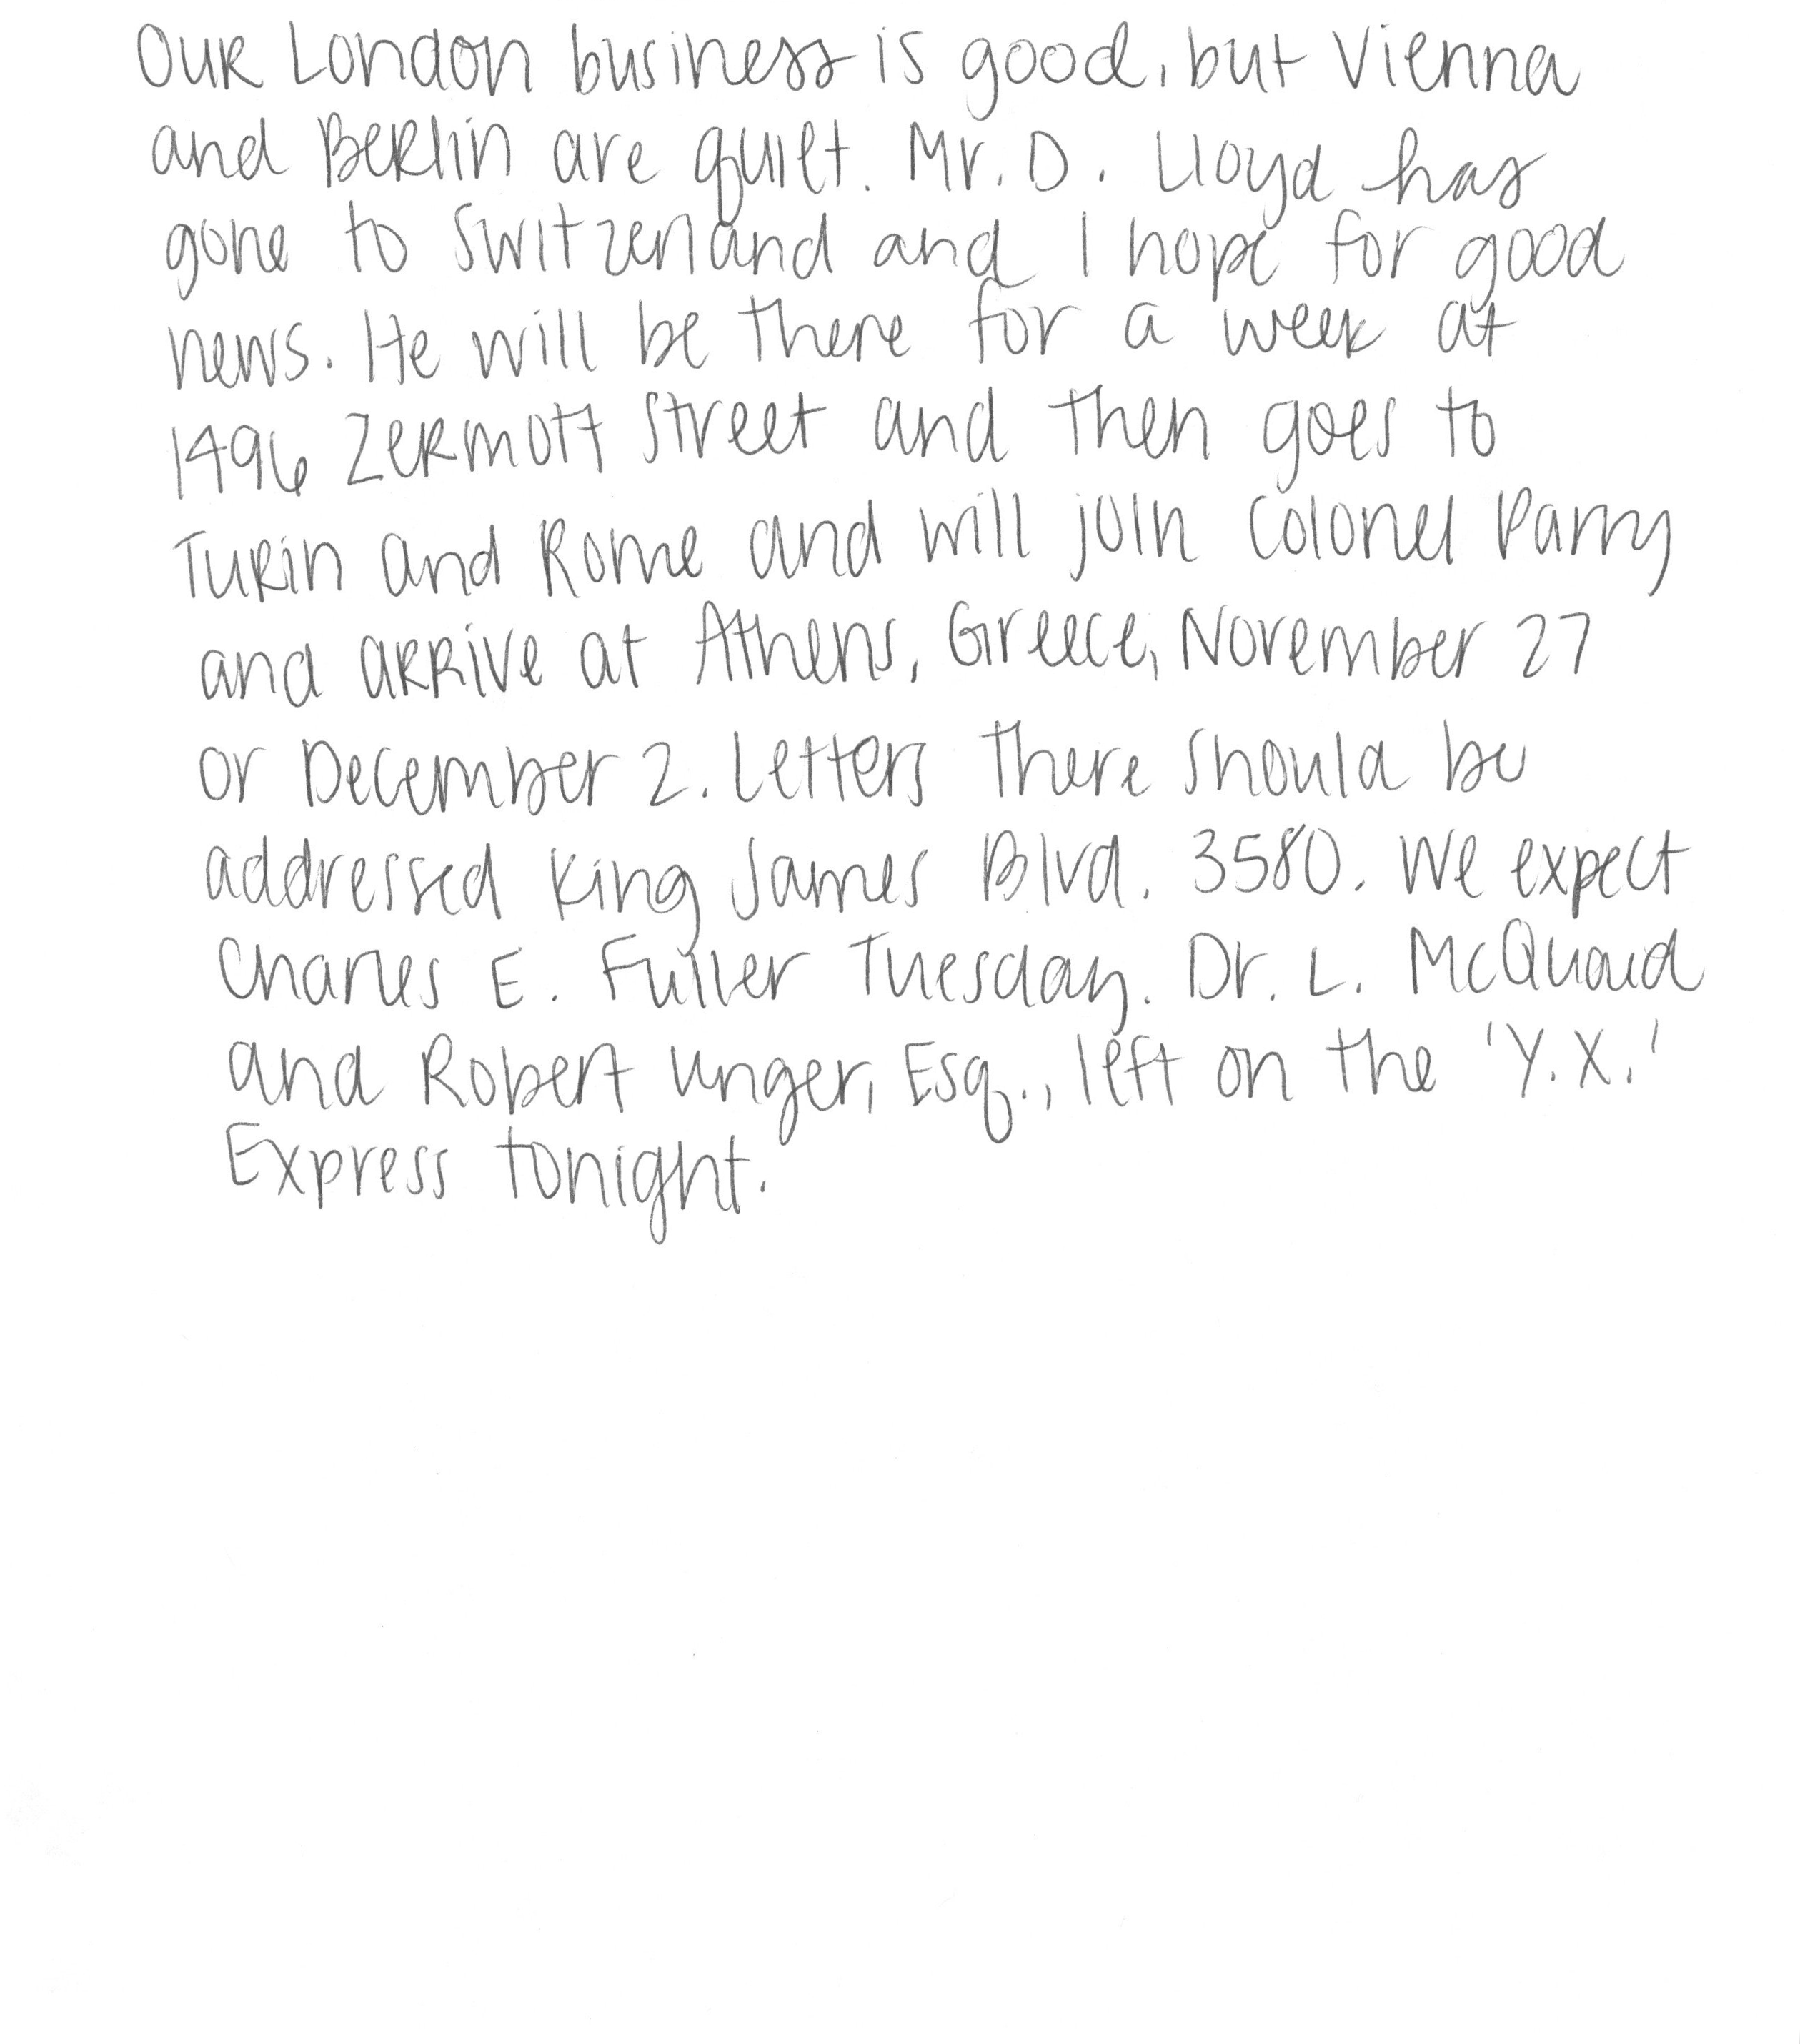 Our London business is good, but Vienna
and Berlin are quiet. Mr. D. Lloyd has
gone to Switzerland and I hope for good
news. He will be there for a week at
1496 Zermott Street and then goes to
Turin and Rome and will join Colonel Parry
and arrive at Athens, Greece, November 27
or December 2. Letters there should be
addressed King James Blvd. 3580. We expect
Charles E. Fuller Tuesday. Dr. L. McQuaid
and Robert Unger, Esq., left on the 'Y.X.'
Express tonight.